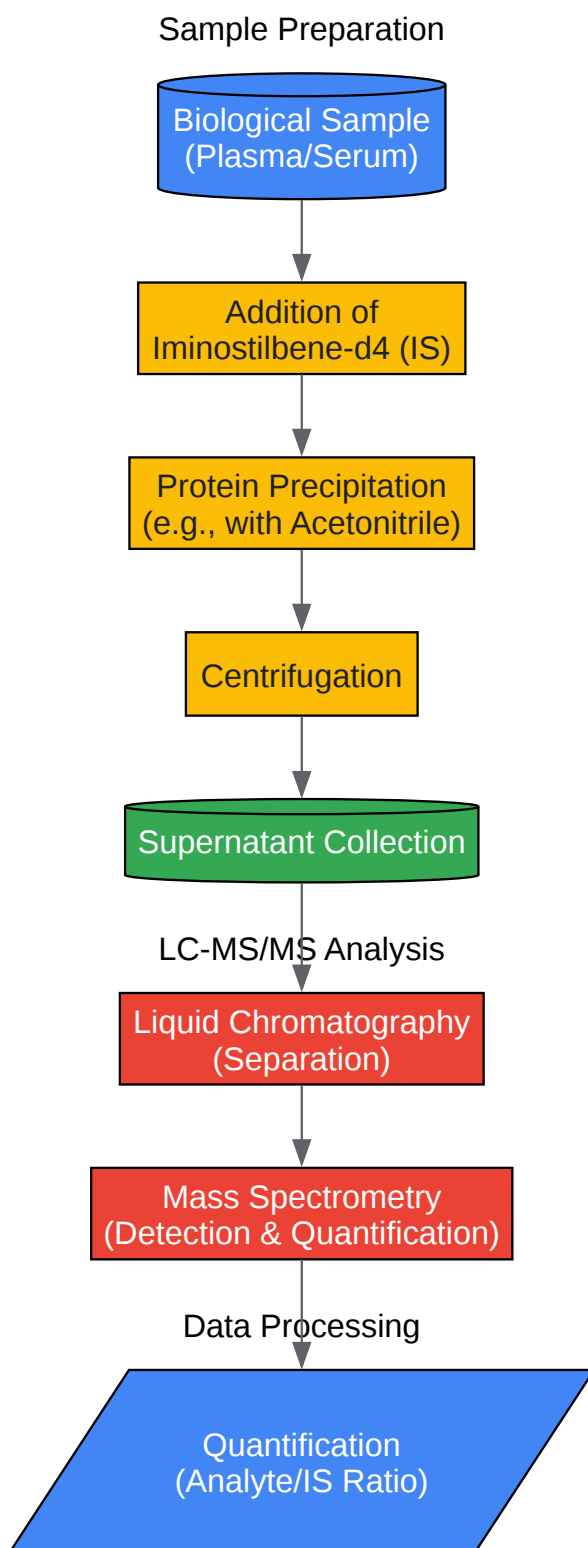 Sample Preparation
Biological Sample
(Plasma/Serum)
Addition of
Iminostilbene-d4 (IS)
Protein Precipitation
(e.g., with Acetonitrile)
Centrifugation
Supernatant Collection
LC-MS/MS Analysis
Liquid Chromatography
(Separation)
Mass Spectrometry
(Detection & Quantification)
Data Processing
Quantification
(Analyte/IS Ratio)